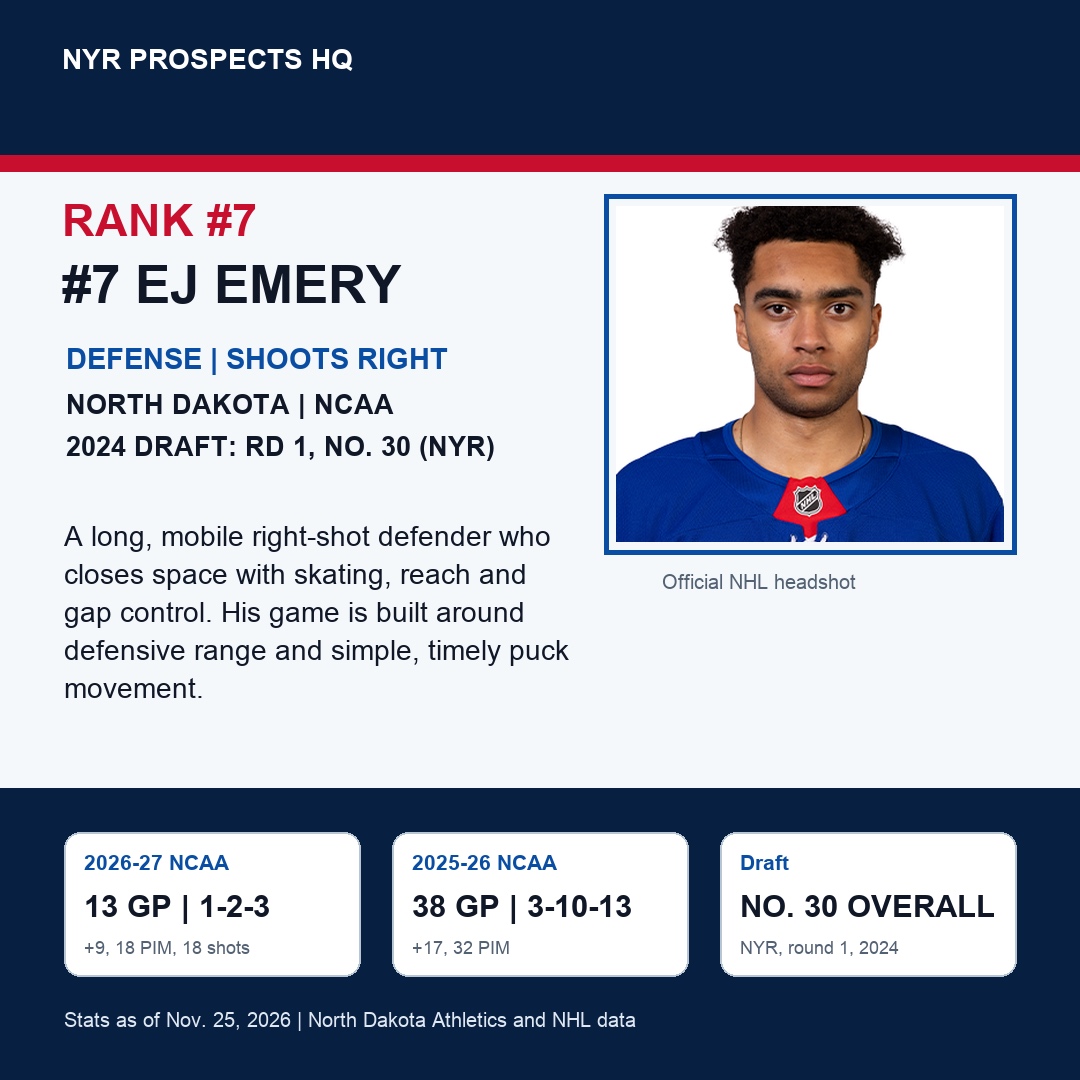 NYR PROSPECTS HQ
RANK #7
#7 EJ EMERY
DEFENSE | SHOOTS RIGHT
NORTH DAKOTA | NCAA
2024 DRAFT: RD 1, NO. 30 (NYR)
A long, mobile right-shot defender who
closes space with skating, reach and
gap control. His game is built around
defensive range and simple, timely puck
movement.
NHL
Official NHL headshot
2026-27 NCAA
13 GP | 1-2-3
+9, 18 PIM, 18 shots
2025-26 NCAA
38 GP | 3-10-13
+17, 32 PIM
Draft
NO. 30 OVERALL
NYR, round 1, 2024
Stats as of Nov. 25, 2026 | North Dakota Athletics and NHL data